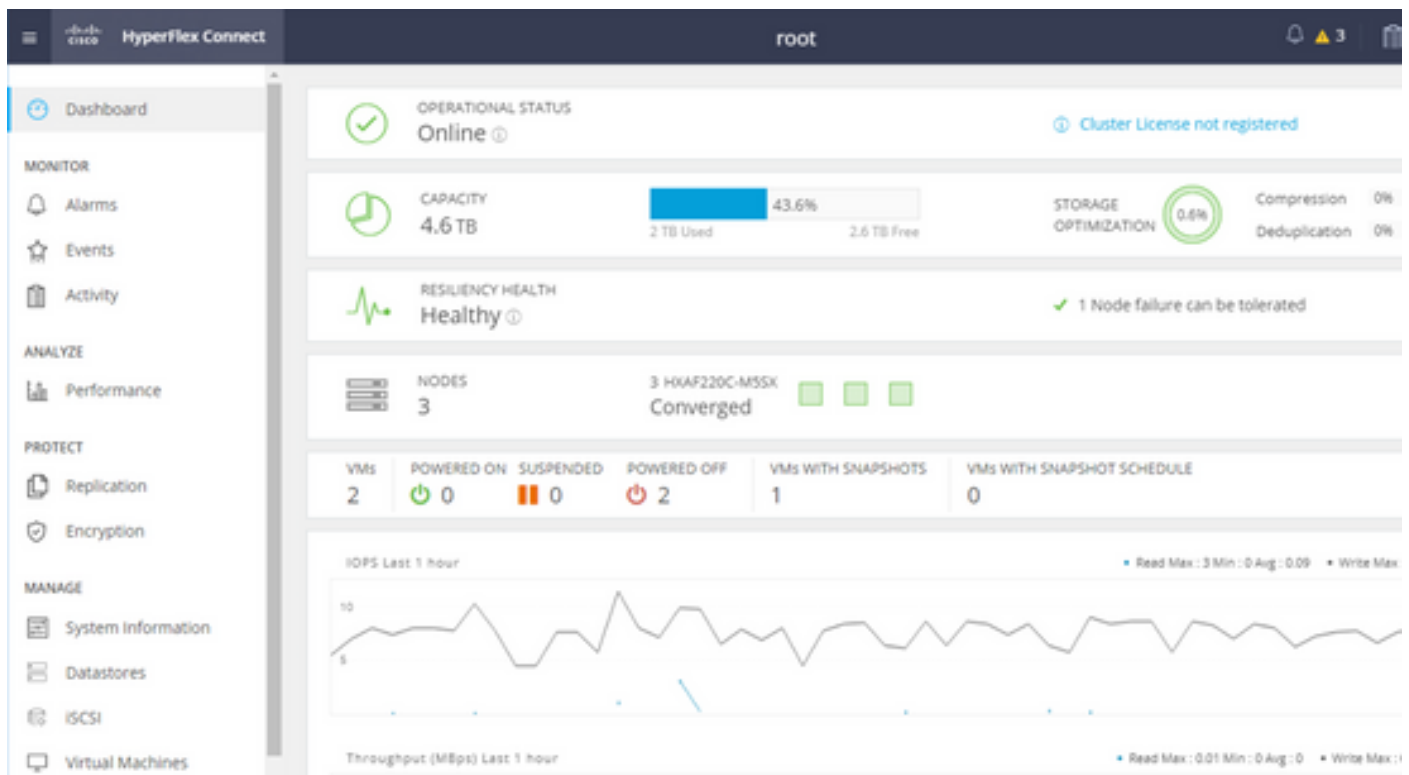 cisco HyperFlex Connect root 3
Dashboard
MONITOR
Alarms
Events
Activity
ANALYZE
Performance
PROTECT
Replication
Encryption
MANAGE
System Information
Datastores
iSCSI
Virtual Machines
OPERATIONAL STATUS
Online
Cluster License not registered
CAPACITY
4.6 TB
43.6%
2 TB Used 2.6 TB Free
STORAGE
OPTIMIZATION
0.6%
Compression 0%
Deduplication 0%
RESILIENCY HEALTH
Healthy
1 Node failure can be tolerated
NODES
3
3 HXAF220C-M5SX
Converged
VMs POWERED ON SUSPENDED POWERED OFF VMs WITH SNAPSHOTS VMs WITH SNAPSHOT SCHEDULE
2 0 0 2 1 0
IOPS Last 1 hour Read Max : 3 Min : 0 Avg : 0.09 Write Max
10
5
Throughput (MBps) Last 1 hour Read Max : 0.01 Min : 0 Avg : 0 Write Max :